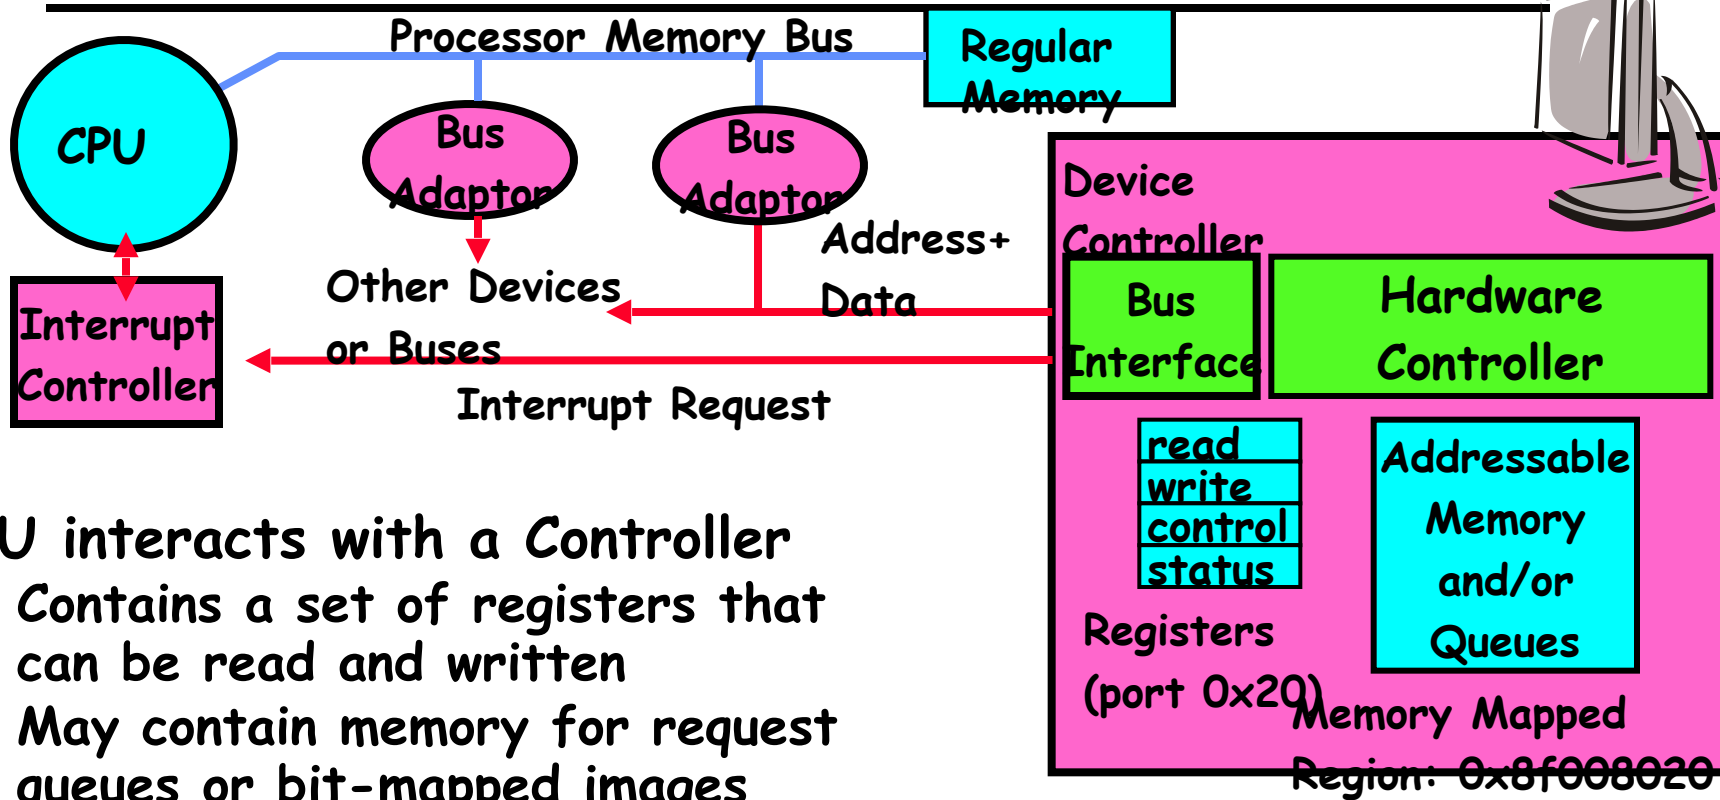 Processor Memory Bus
Regular
Memory
CPU
Bus
Adaptor
Bus
Adaptor
Device
Controller
Address+
Data
Other Devices
or Buses
Interrupt
Controller
Interrupt Request
Bus
Interface
Hardware
Controller
read
write
control
status
Addressable
Memory
and/or
Queues
Registers
(port 0x20)
Memory Mapped
Region: 0x8f008020
U interacts with a Controller
Contains a set of registers that
can be read and written
May contain memory for request
queues or bit-mapped images